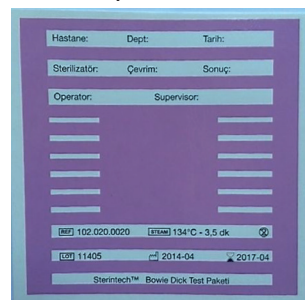 Hastane: Dept: Tarih:
Sterilizatör: Çevrim: Sonuç:
Operator: Supervisor:
REF 102.020.0020 STEAM 134°C - 3,5 dk
LOT 11405 2014-04 2017-04
Sterintech™ Bowie Dick Test Paketi